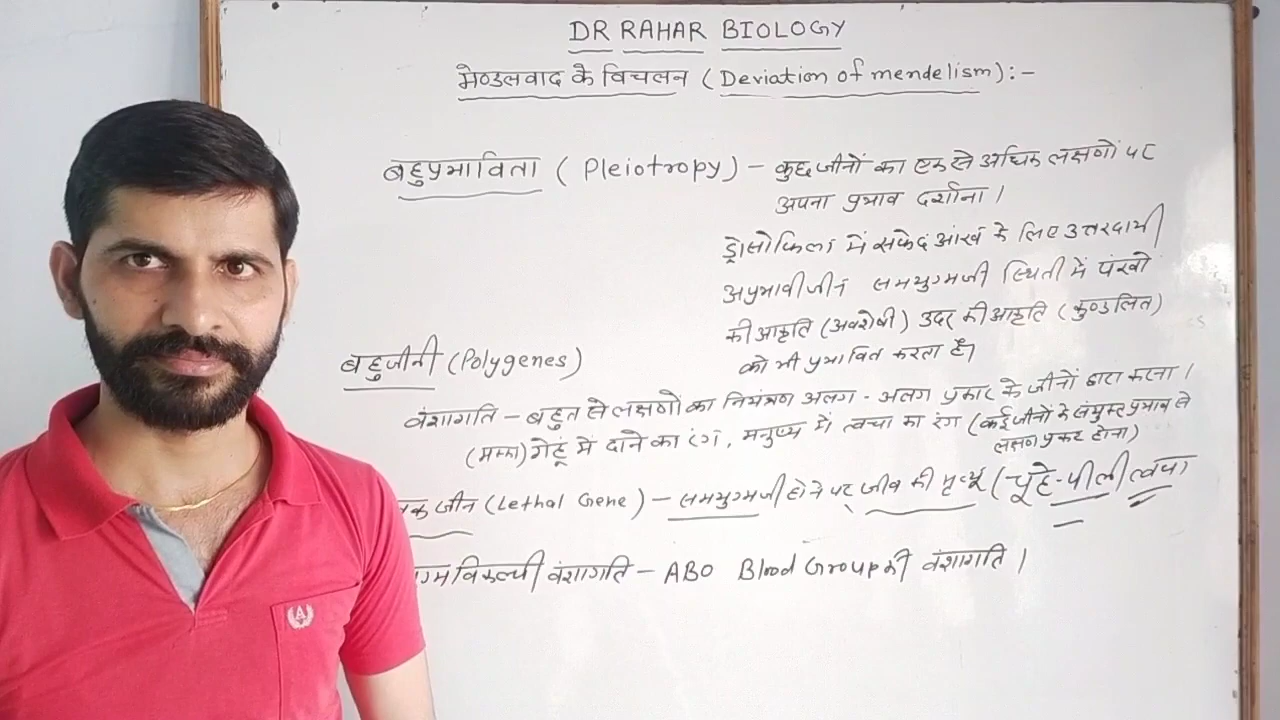 DR RAHAR BIOLOGY
मेण्डलवाद के विचलन (Deviation of mendelism):-
बहुप्रभाविता (Pleiotropy) - कुछ जीनों का एक से अधिक लक्षणों पर
अपना प्रभाव दर्शाना।
ड्रोसोफिला में सफेद आंख के लिए उत्तरदायी
अप्रभावी जीन समयुग्मजी स्थिती में पंखो
की आकृति (अवशेषी) उदर की आकृति (कुण्डलित)
को भी प्रभावित करता है।
बहुजीनी (Polygenes)
वंशागति - बहुत से लक्षणों का नियंत्रण अलग-अलग प्रकार के जीनों द्वारा करना।
(मक्का) गेहूं में दाने का रंग, मनुष्य में त्वचा का रंग (कई जीनों के संयुक्त प्रभाव से
लक्षण प्रकट होना)
तक जीन (Lethal Gene) - समयुग्मजी होने पर जीव की मृत्यू (चूहे-पीली त्वचा
ग्म विकल्पी वंशागति - ABO Blood Group की वंशागति।
A